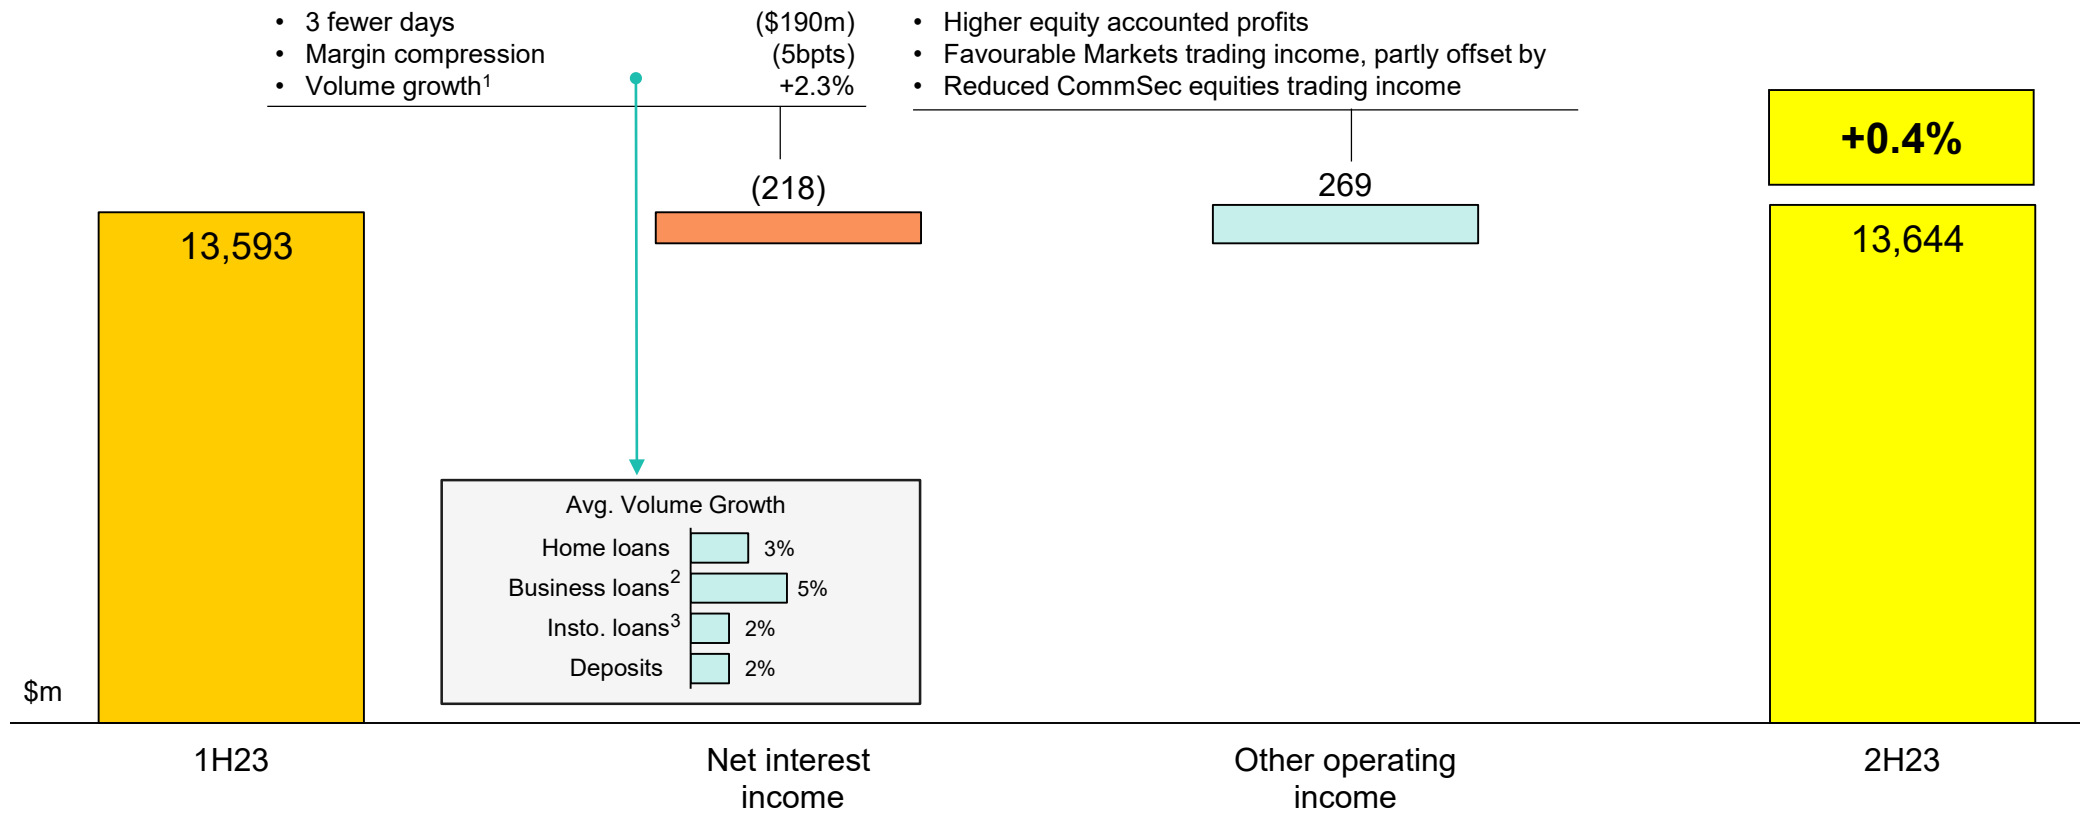 • 3 fewer days ($190m)
• Margin compression (5bpts)
• Volume growth¹ +2.3%
• Higher equity accounted profits
• Favourable Markets trading income, partly offset by
• Reduced CommSec equities trading income
+0.4%
13,593
(218)
269
13,644
Avg. Volume Growth
Home loans 3%
Business loans² 5%
Insto. loans³ 2%
Deposits 2%
$m
1H23
Net interest
income
Other operating
income
2H23